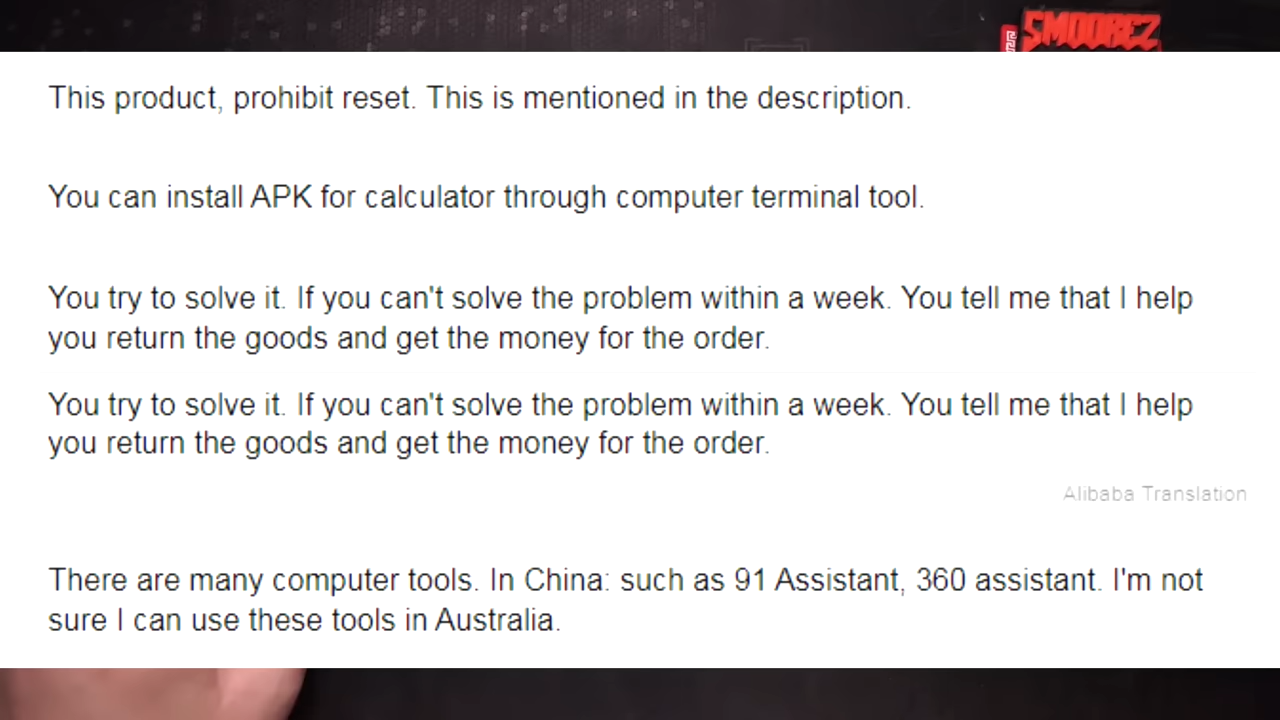 SMOOREZ
This product, prohibit reset. This is mentioned in the description.
You can install APK for calculator through computer terminal tool.
You try to solve it. If you can't solve the problem within a week. You tell me that I help
you return the goods and get the money for the order.
You try to solve it. If you can't solve the problem within a week. You tell me that I help
you return the goods and get the money for the order.
Alibaba Translation
There are many computer tools. In China: such as 91 Assistant, 360 assistant. I'm not
sure I can use these tools in Australia.